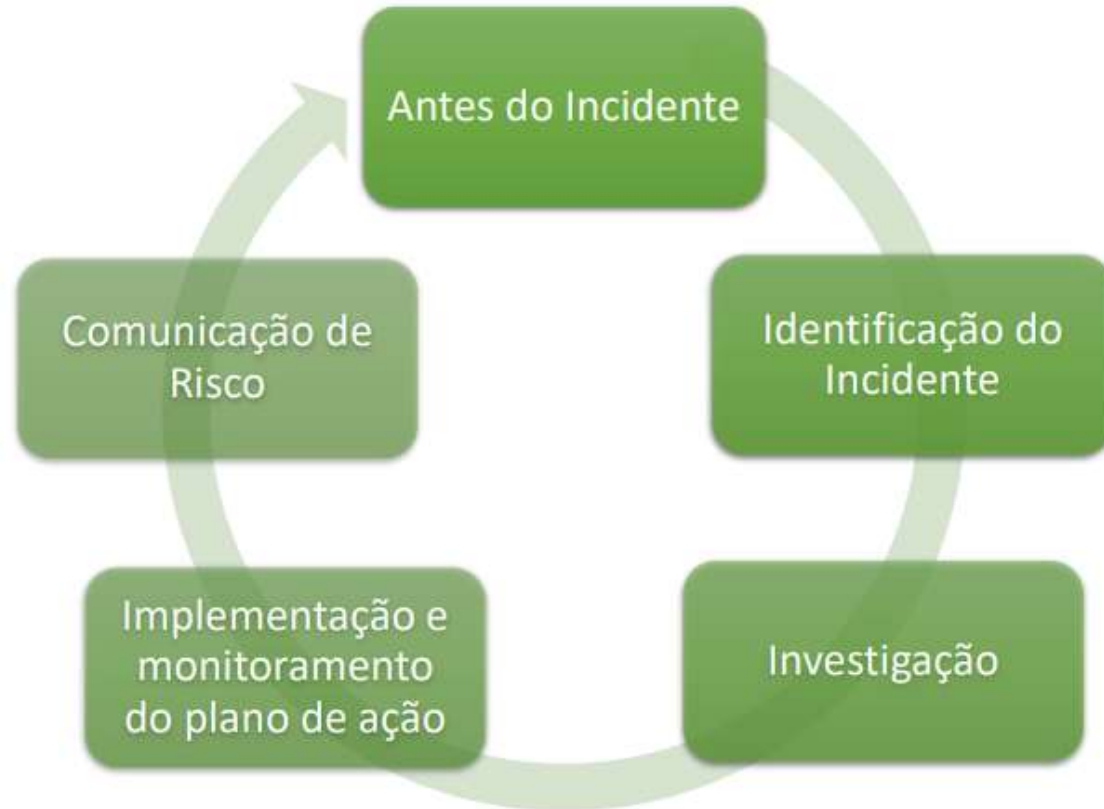 Antes do Incidente
Identificação do
Incidente
Investigação
Implementação e
monitoramento
do plano de ação
Comunicação de
Risco